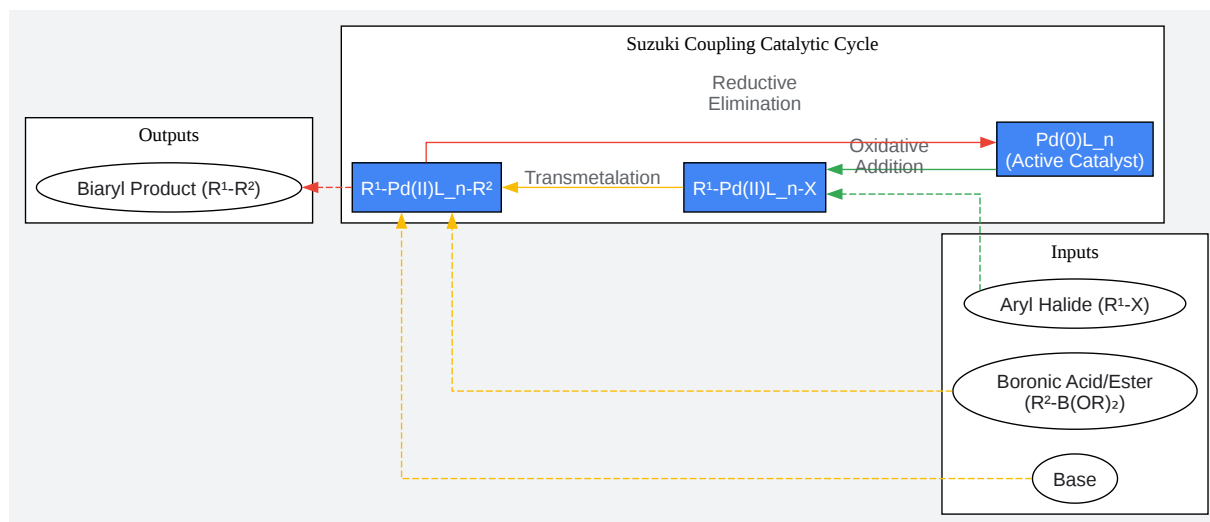 Suzuki Coupling Catalytic Cycle
Reductive
Elimination
Outputs
Biaryl Product (R¹-R²)
R¹-Pd(II)L_n-R²
Transmetalation
R¹-Pd(II)L_n-X
Oxidative
Addition
Pd(0)L_n
(Active Catalyst)
Inputs
Aryl Halide (R¹-X)
Boronic Acid/Ester
(R²-B(OR)₂)
Base